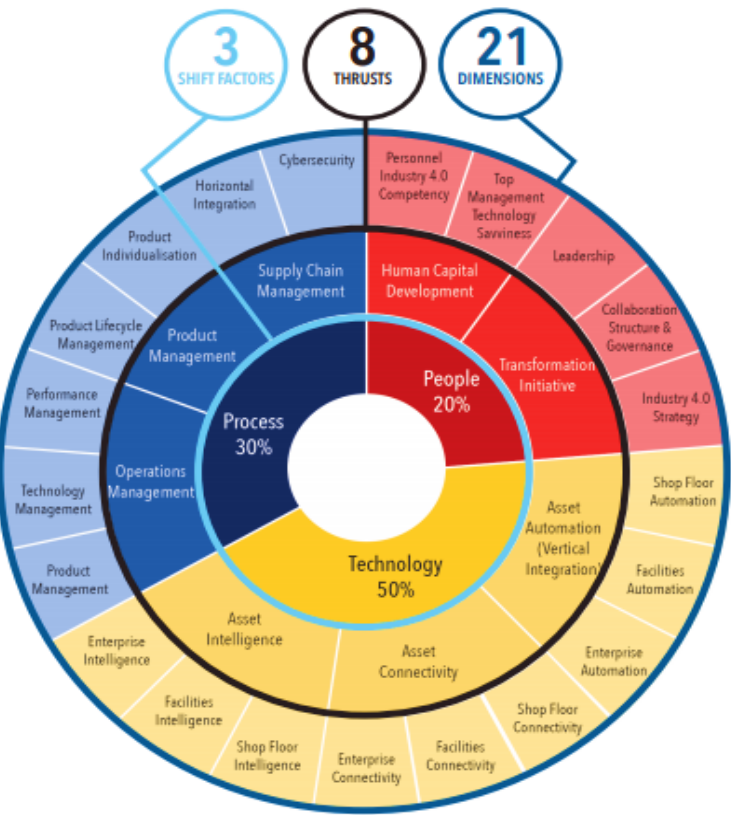 3
SHIFT FACTORS
8
THRUSTS
21
DIMENSIONS
Cybersecurity
Personnel
Industry 4.0
Competency
Top
Management
Technology
Savviness
Leadership
Collaboration
Structure &
Governance
Industry 4.0
Strategy
Shop Floor
Automation
Facilities
Automation
Enterprise
Automation
Shop Floor
Connectivity
Facilities
Connectivity
Enterprise
Connectivity
Shop Floor
Intelligence
Facilities
Intelligence
Enterprise
Intelligence
Product
Management
Technology
Management
Performance
Management
Product Lifecycle
Management
Product
Individualisation
Horizontal
Integration
Supply Chain
Management
Human Capital
Development
Transformation
Initiative
Asset
Automation
(Vertical
Integration)
Asset
Connectivity
Asset
Intelligence
Operations
Management
Product
Management
Process
30%
People
20%
Technology
50%